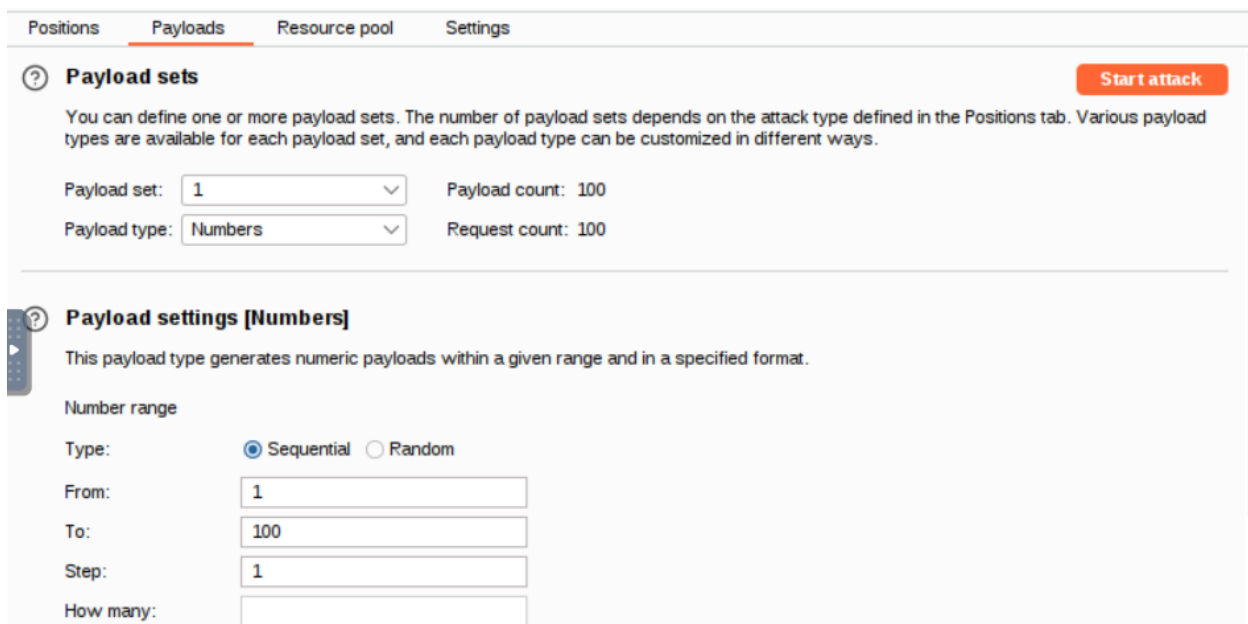 Positions Payloads Resource pool Settings
Payload sets
Start attack
You can define one or more payload sets. The number of payload sets depends on the attack type defined in the Positions tab. Various payload
types are available for each payload set, and each payload type can be customized in different ways.
Payload set: 1 Payload count: 100
Payload type: Numbers Request count: 100
Payload settings [Numbers]
This payload type generates numeric payloads within a given range and in a specified format.
Number range
Type: Sequential Random
From: 1
To: 100
Step: 1
How many: